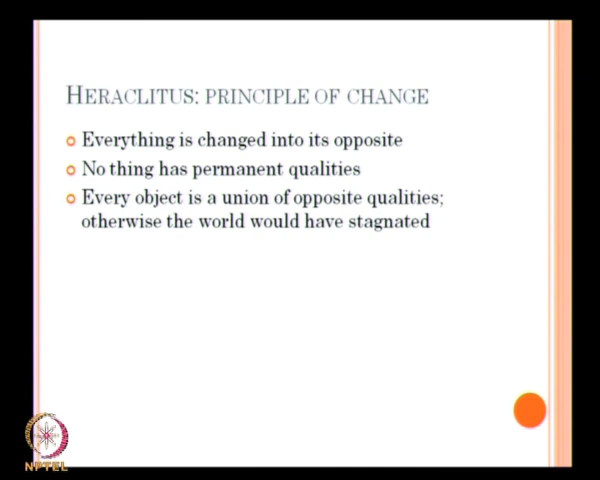 HERACLITUS: PRINCIPLE OF CHANGE
Everything is changed into its opposite
No thing has permanent qualities
Every object is a union of opposite qualities;
otherwise the world would have stagnated
NPTEL